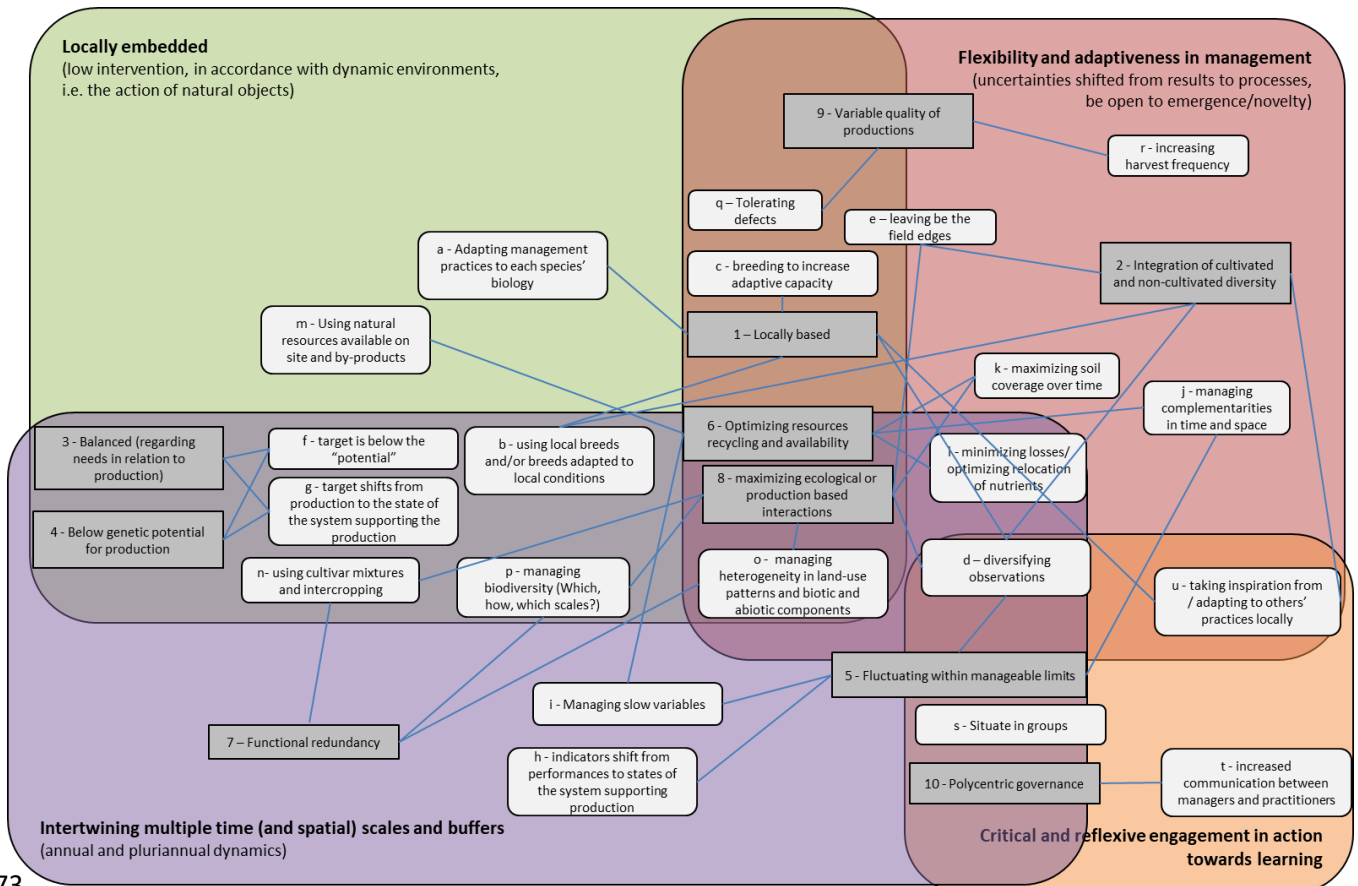 Locally embedded
(low intervention, in accordance with dynamic environments,
i.e. the action of natural objects)
Flexibility and adaptiveness in management
(uncertainties shifted from results to processes,
be open to emergence/novelty)
9 - Variable quality of
productions
r - increasing
harvest frequency
q – Tolerating
defects
e – leaving be the
field edges
a - Adapting management
practices to each species’
biology
c - breeding to increase
adaptive capacity
2 - Integration of cultivated
and non-cultivated diversity
m - Using natural
resources available on
site and by-products
1 – Locally based
k - maximizing soil
coverage over time
j - managing
complementarities
in time and space
3 - Balanced (regarding
needs in relation to
production)
f - target is below the
“potential”
b - using local breeds
and/or breeds adapted to
local conditions
6 - Optimizing resources
recycling and availability
l - minimizing losses/
optimizing relocation
of nutrients
g - target shifts from
production to the state of
the system supporting the
production
8 - maximizing ecological or
production based
interactions
4 - Below genetic potential
for production
n- using cultivar mixtures
and intercropping
p - managing
biodiversity (Which,
how, which scales?)
o - managing
heterogeneity in land-use
patterns and biotic and
abiotic components
d – diversifying
observations
u - taking inspiration from
/ adapting to others’
practices locally
5 - Fluctuating within manageable limits
i - Managing slow variables
s - Situate in groups
7 – Functional redundancy
h - indicators shift from
performances to states of
the system supporting
production
10 - Polycentric governance
t - increased
communication between
managers and practitioners
Intertwining multiple time (and spatial) scales and buffers
(annual and pluriannual dynamics)
Critical and reflexive engagement in action
towards learning
73